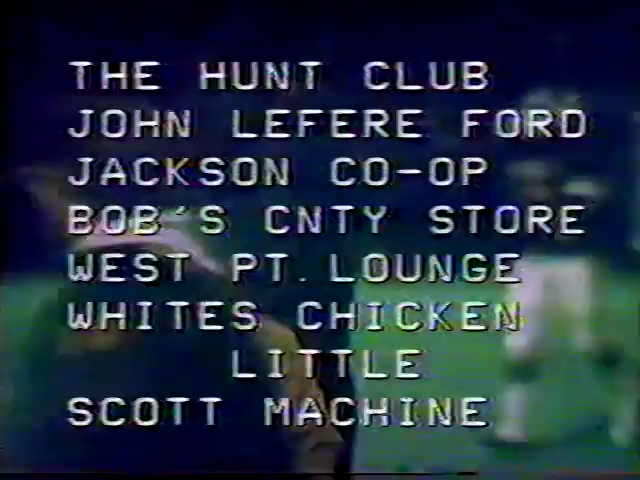 THE HUNT CLUB
JOHN LEFERE FORD
JACKSON CO-OP
BOB'S CNTY STORE
WEST PT. LOUNGE
WHITES CHICKEN
LITTLE
SCOTT MACHINE